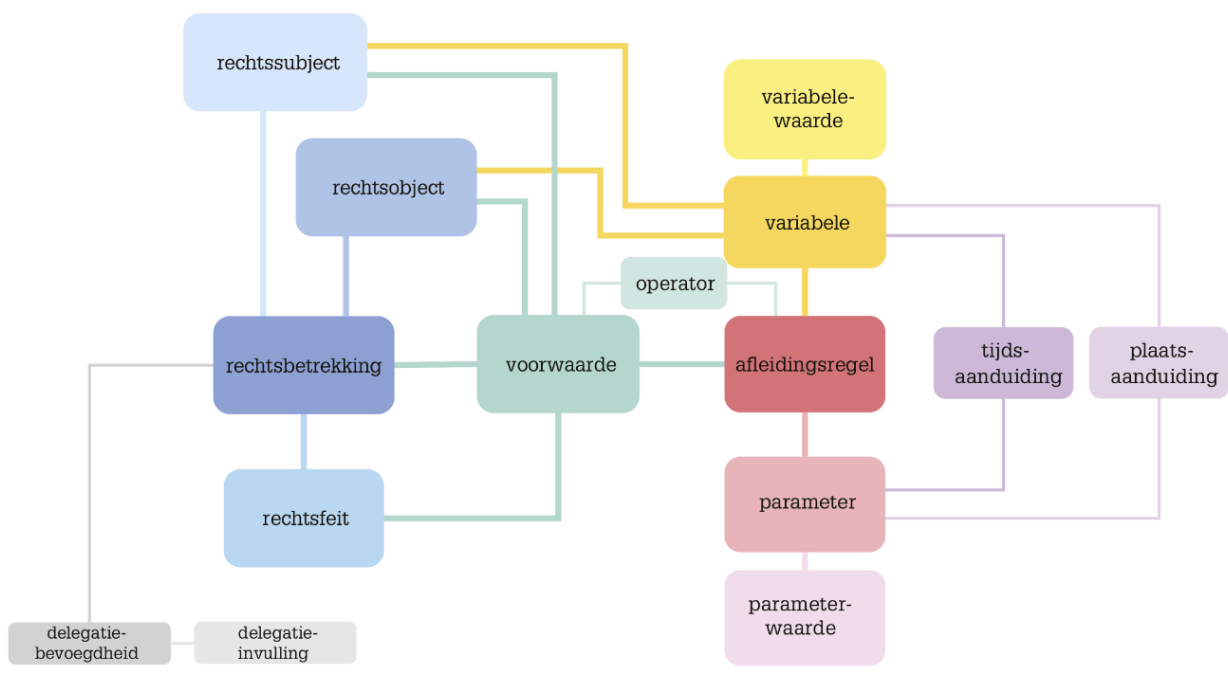 rechtssubject
variabele-
waarde
rechtsobject
variabele
operator
rechtsbetrekking
voorwaarde
afleidingsregel
tijds-
aanduiding
plaats-
aanduiding
rechtsfeit
parameter
parameter-
waarde
delegatie-
bevoegdheid
delegatie-
invulling